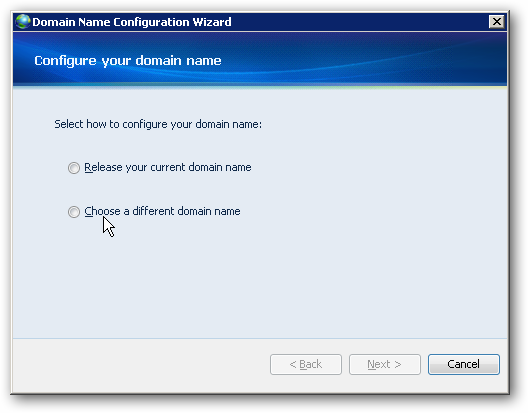 Domain Name Configuration Wizard
Configure your domain name
Select how to configure your domain name:
Release your current domain name
Choose a different domain name
< Back Next > Cancel